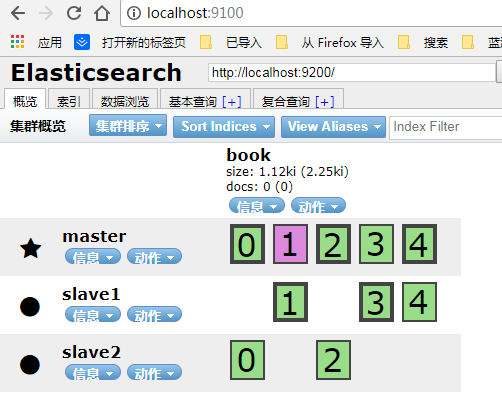 localhost:9100
应用 打开新的标签页 已导入 从 Firefox 导入 搜索 蓝
Elasticsearch http://localhost:9200/
概览 索引 数据浏览 基本查询 [+] 复合查询 [+]
集群概览 集群排序 Sort Indices View Aliases Index Filter
book
size: 1.12ki (2.25ki)
docs: 0 (0)
信息 动作
master 0 1 2 3 4
信息 动作
slave1 1 3 4
信息 动作
slave2 0 2
信息 动作